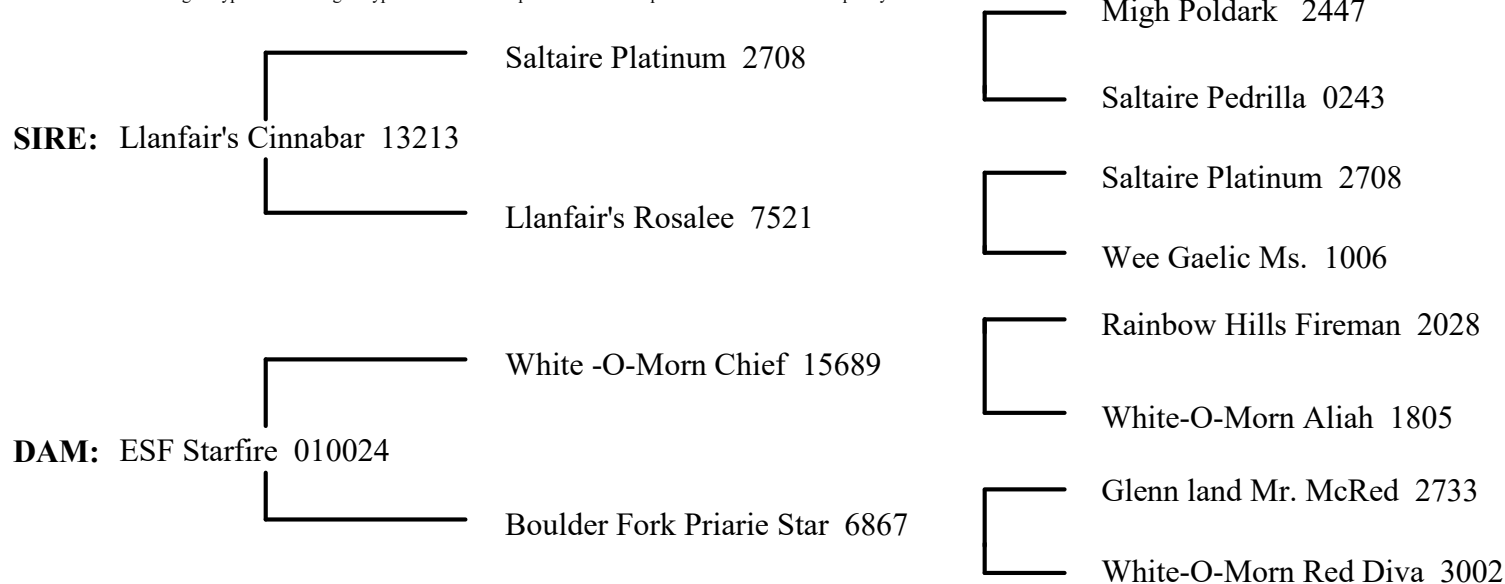 Migh Poldark 2447
Saltaire Platinum 2708
Saltaire Pedrilla 0243
SIRE: Llanfair's Cinnabar 13213
Saltaire Platinum 2708
Llanfair's Rosalee 7521
Wee Gaelic Ms. 1006
Rainbow Hills Fireman 2028
White -O-Morn Chief 15689
White-O-Morn Aliah 1805
DAM: ESF Starfire 010024
Glenn land Mr. McRed 2733
Boulder Fork Priarie Star 6867
White-O-Morn Red Diva 3002